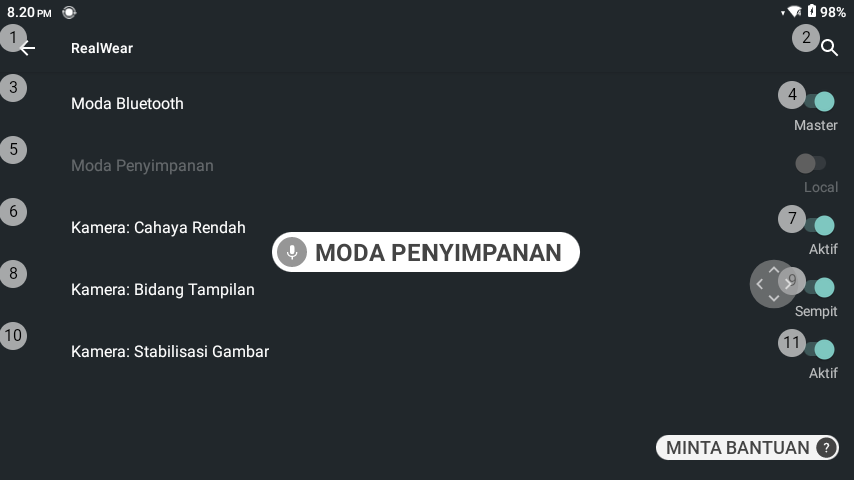 8.20 PM 98%
1 RealWear 2
3 Moda Bluetooth 4
Master
5 Moda Penyimpanan
Local
6 Kamera: Cahaya Rendah 7
Aktif
MODA PENYIMPANAN
8 Kamera: Bidang Tampilan 9
Sempit
10 Kamera: Stabilisasi Gambar 11
Aktif
MINTA BANTUAN ?